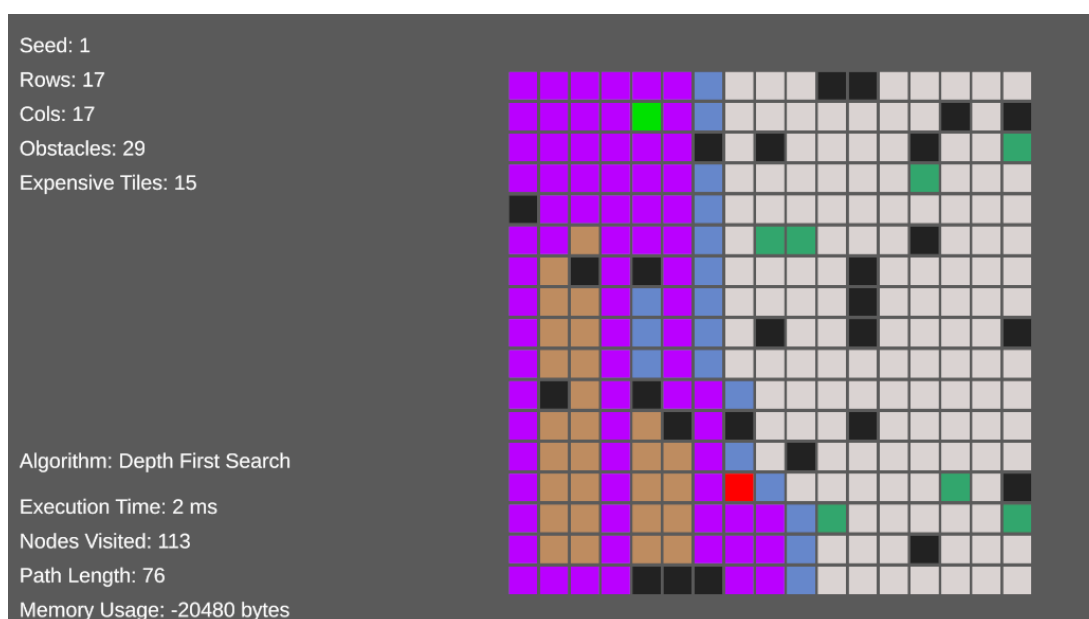 Seed: 1
Rows: 17
Cols: 17
Obstacles: 29
Expensive Tiles: 15
Algorithm: Depth First Search
Execution Time: 2 ms
Nodes Visited: 113
Path Length: 76
Memory Usage: -20480 bytes